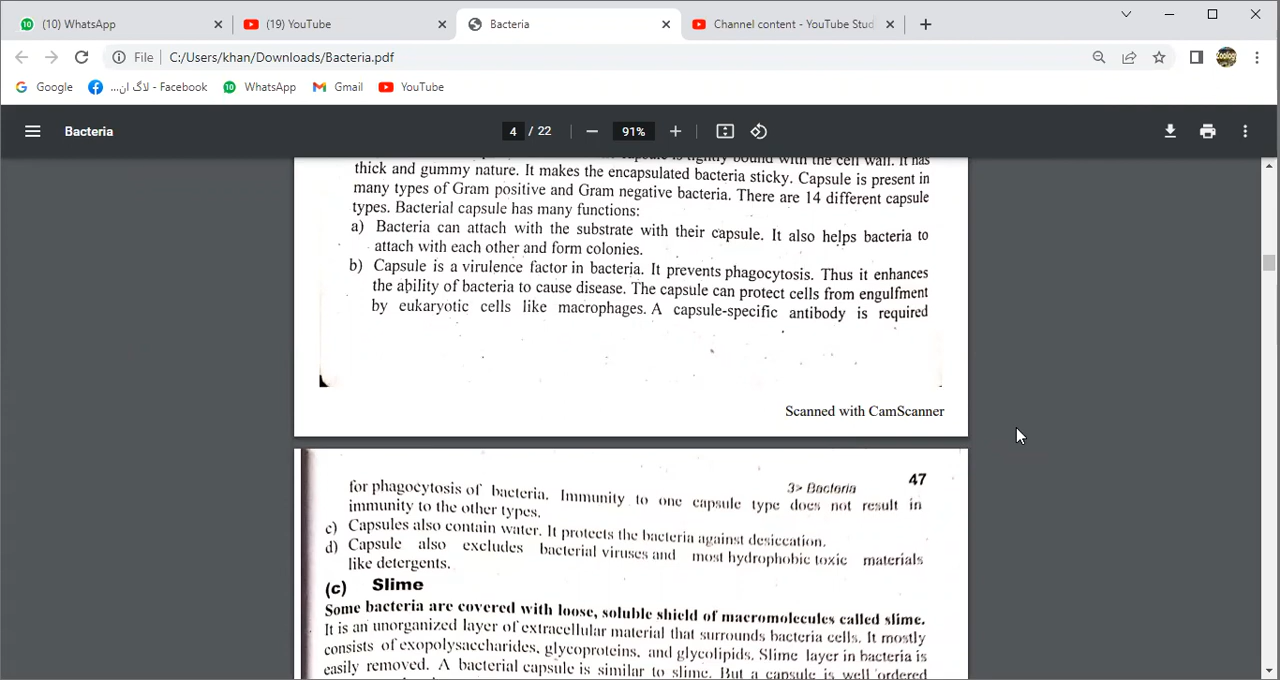 (10) WhatsApp
(19) YouTube
Bacteria
Channel content - YouTube Stud
File
C:/Users/khan/Downloads/Bacteria.pdf
Google
Facebook - لاگ ان...
WhatsApp
Gmail
YouTube
Bacteria
4 / 22
91%
capsule is tightly bound with the cell wall. It has
thick and gummy nature. It makes the encapsulated bacteria sticky. Capsule is present in
many types of Gram positive and Gram negative bacteria. There are 14 different capsule
types. Bacterial capsule has many functions:
a) Bacteria can attach with the substrate with their capsule. It also helps bacteria to
attach with each other and form colonies.
b) Capsule is a virulence factor in bacteria. It prevents phagocytosis. Thus it enhances
the ability of bacteria to cause disease. The capsule can protect cells from engulfment
by eukaryotic cells like macrophages. A capsule-specific antibody is required
Scanned with CamScanner
3> Bacteria 47
for phagocytosis of bacteria. Immunity to one capsule type does not result in
immunity to the other types.
c) Capsules also contain water. It protects the bacteria against desiccation.
d) Capsule also excludes bacterial viruses and most hydrophobic toxic materials
like detergents.
(c) Slime
Some bacteria are covered with loose, soluble shield of macromolecules called slime.
It is an unorganized layer of extracellular material that surrounds bacteria cells. It mostly
consists of exopolysaccharides, glycoproteins, and glycolipids. Slime layer in bacteria is
easily removed. A bacterial capsule is similar to slime. But a capsule is well ordered